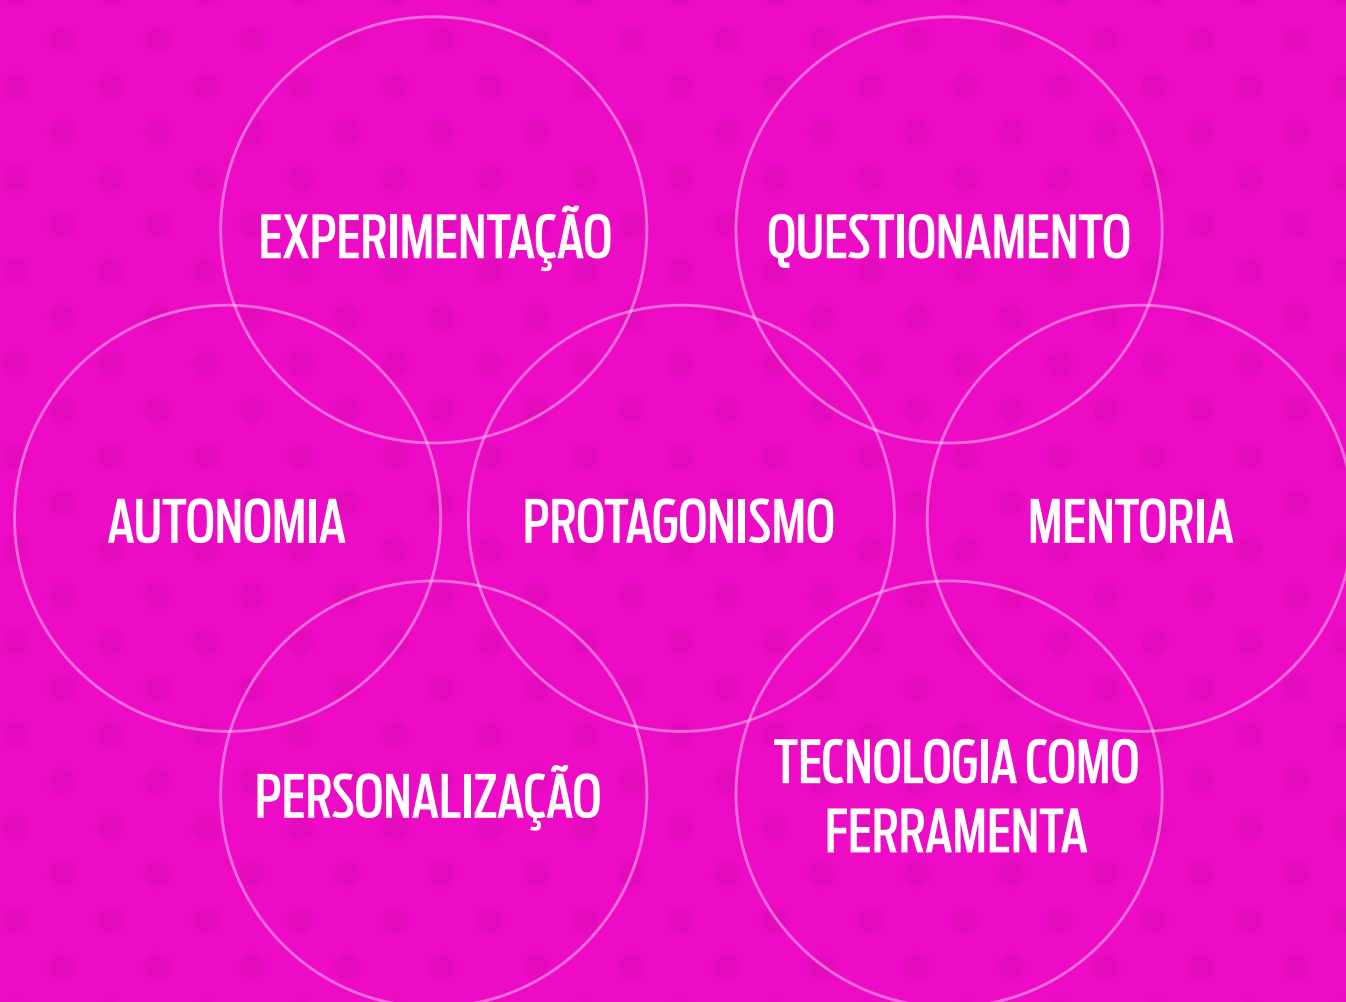 EXPERIMENTAÇÃO
QUESTIONAMENTO
AUTONOMIA
PROTAGONISMO
MENTORIA
PERSONALIZAÇÃO
TECNOLOGIA COMO
FERRAMENTA